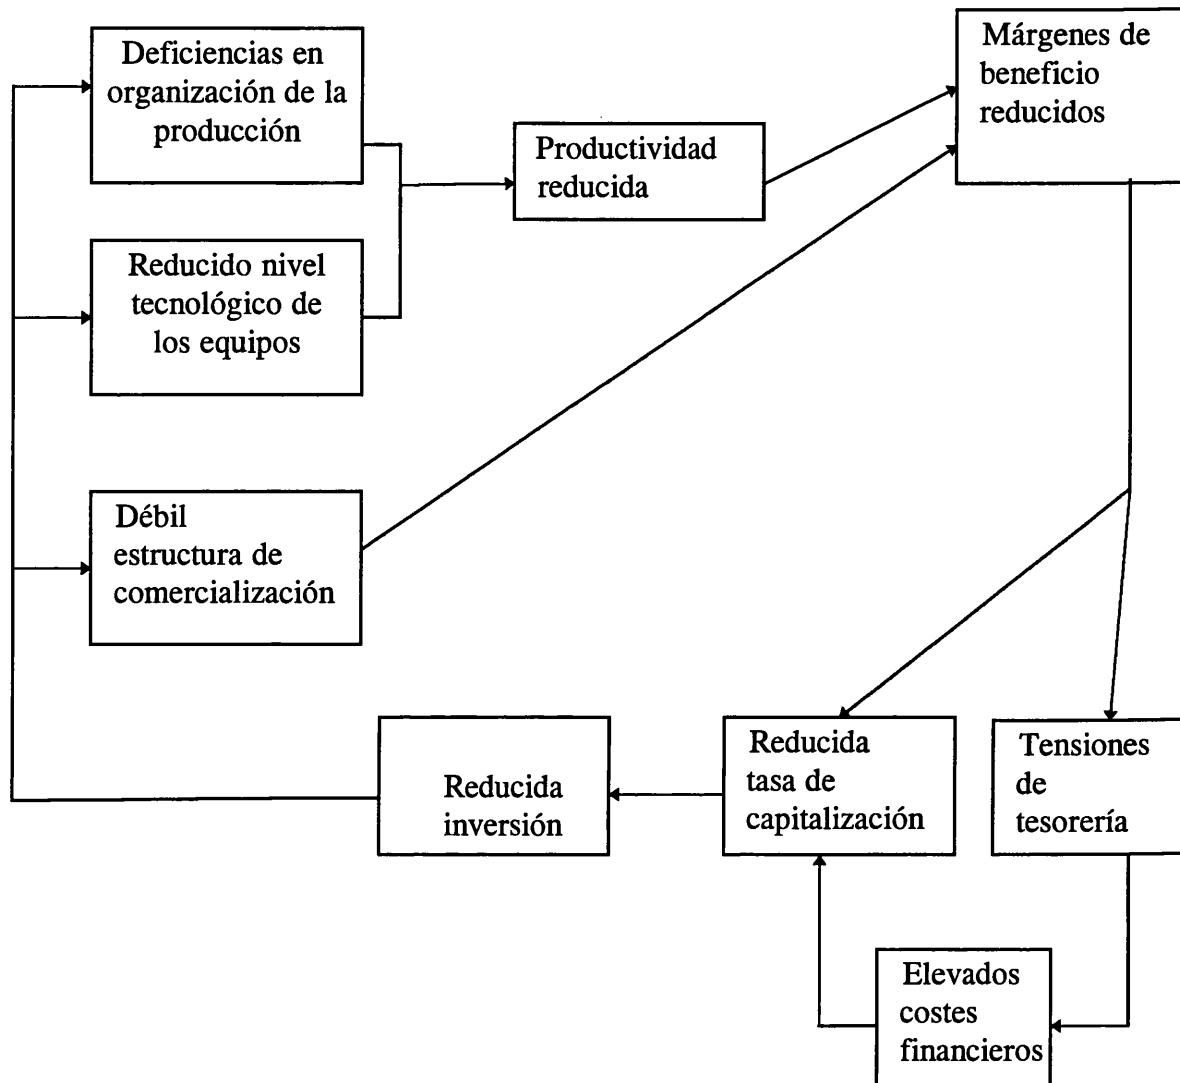 Deficiencias en
organización de la
producción
Márgenes de
beneficio
reducidos
Productividad
reducida
Reducido nivel
tecnológico de
los equipos
Débil
estructura de
comercialización
Reducida
inversión
Reducida
tasa de
capitalización
Tensiones
de
tesorería
Elevados
costes
financieros